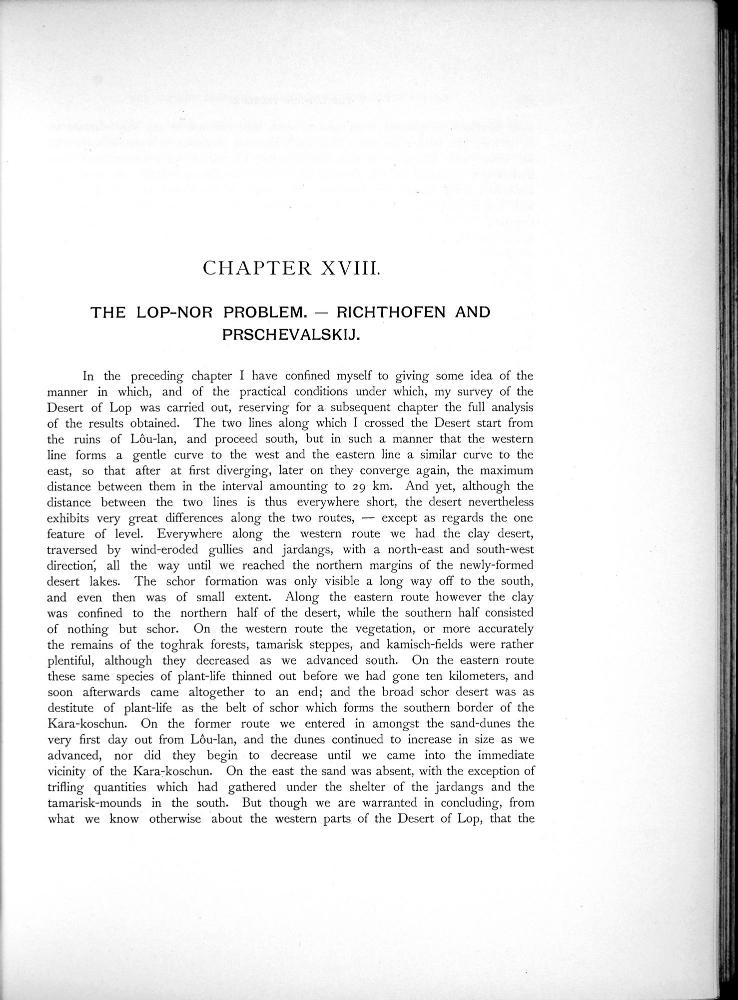 CHAPTER XVIII.
THE LOP-NOR PROBLEM. — RICHTHOFEN AND
PRSCHEVALSKIJ.
In the preceding chapter I have confined myself to giving some idea of the
manner in which, and of the practical conditions under which, my survey of the
Desert of Lop was carried out, reserving for a subsequent chapter the full analysis
of the results obtained. The two lines along which I crossed the Desert start from
the ruins of Lôu-lan, and proceed south, but in such a manner that the western
line forms a gentle curve to the west and the eastern line a similar curve to the
east, so that after at first diverging, later on they converge again, the maximum
distance between them in the interval amounting to 29 km. And yet, although the
distance between the two lines is thus everywhere short, the desert nevertheless
exhibits very great differences along the two routes, — except as regards the one
feature of level. Everywhere along the western route we had the clay desert,
traversed by wind-eroded gullies and jardangs, with a north-east and south-west
direction, all the way until we reached the northern margins of the newly-formed
desert lakes. The schor formation was only visible a long way off to the south,
and even then was of small extent. Along the eastern route however the clay
was confined to the northern half of the desert, while the southern half consisted
of nothing but schor. On the western route the vegetation, or more accurately
the remains of the toghrak forests, tamarisk steppes, and kamisch-fields were rather
plentiful, although they decreased as we advanced south. On the eastern route
these same species of plant-life thinned out before we had gone ten kilometers, and
soon afterwards came altogether to an end; and the broad schor desert was as
destitute of plant-life as the belt of schor which forms the southern border of the
Kara-koschun. On the former route we entered in amongst the sand-dunes the
very first day out from Lôu-lan, and the dunes continued to increase in size as we
advanced, nor did they begin to decrease until we came into the immediate
vicinity of the Kara-koschun. On the east the sand was absent, with the exception of
trifling quantities which had gathered under the shelter of the jardangs and the
tamarisk-mounds in the south. But though we are warranted in concluding, from
what we know otherwise about the western parts of the Desert of Lop, that the